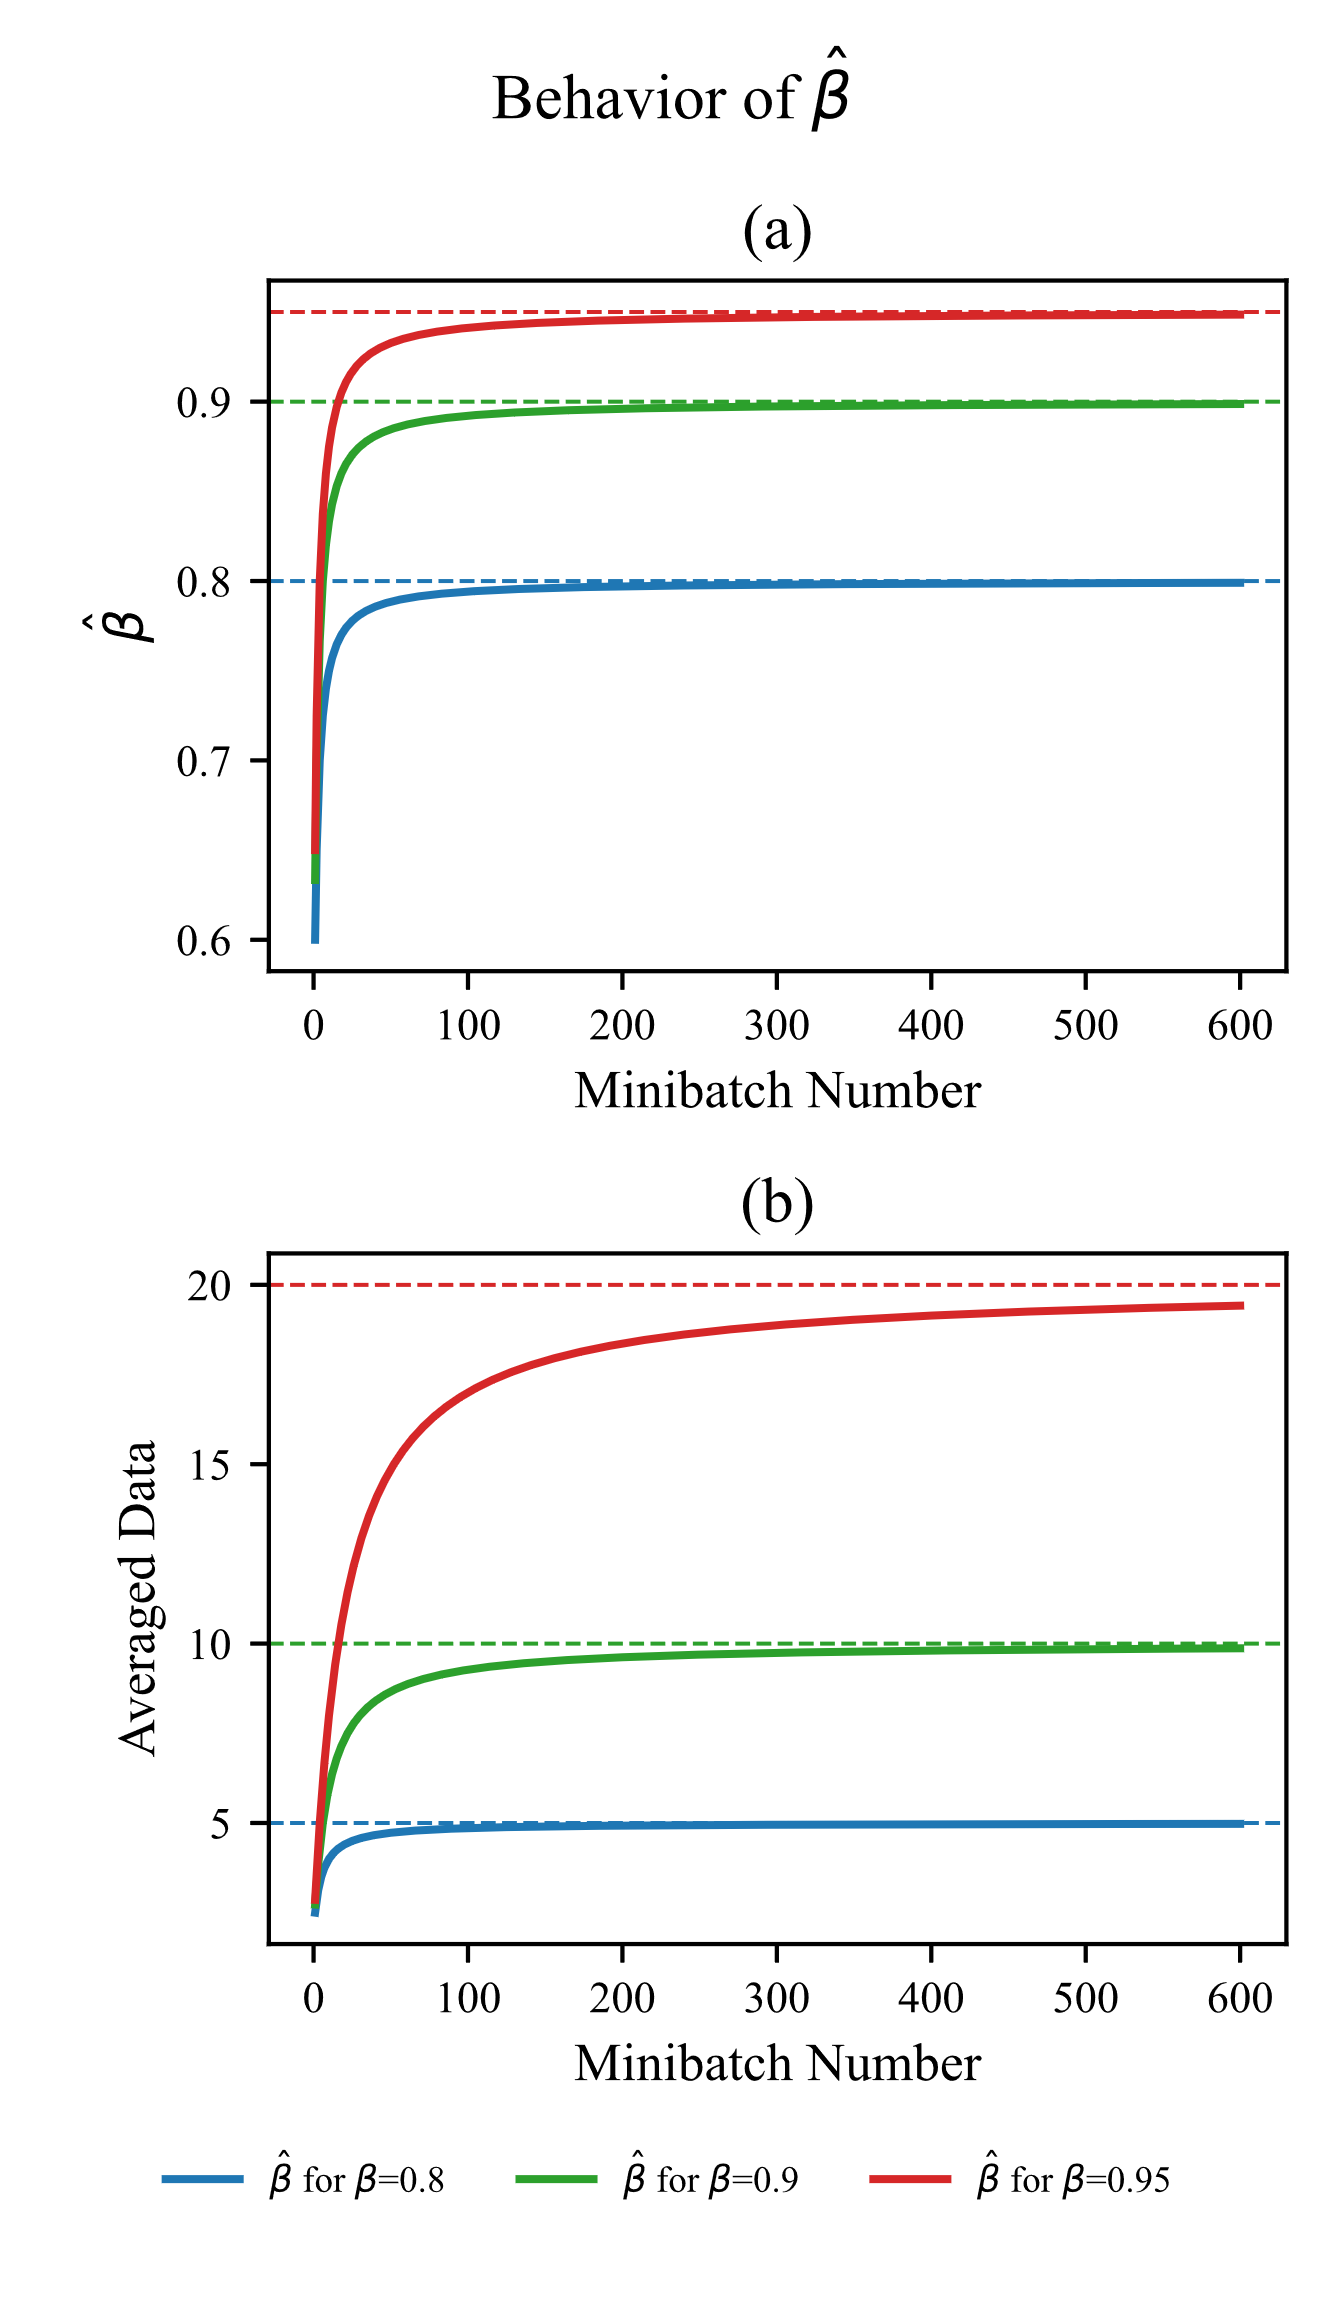 Behavior of β̂
(a)
0.9
0.8
0.7
0.6
β̂
0 100 200 300 400 500 600
Minibatch Number
(b)
20
15
10
5
Averaged Data
0 100 200 300 400 500 600
Minibatch Number
β̂ for β=0.8 β̂ for β=0.9 β̂ for β=0.95